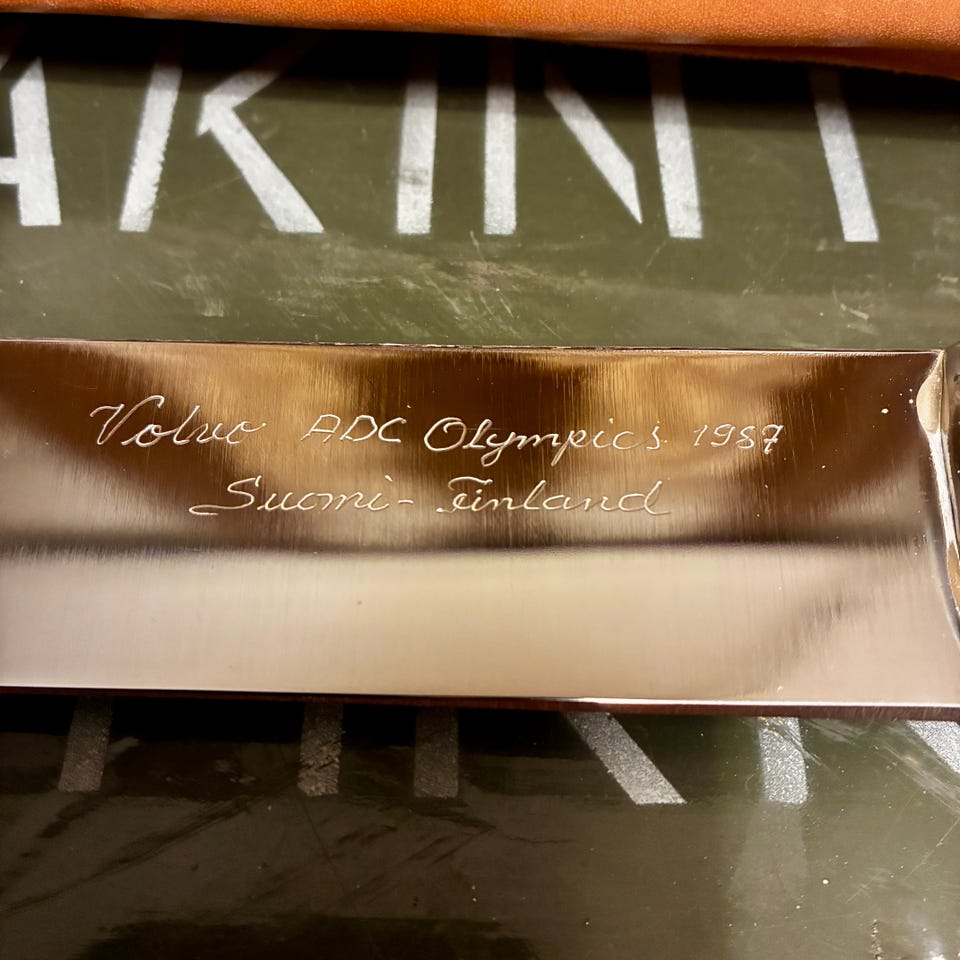 Volvo ADC Olympics 1987
Suomi-Finland